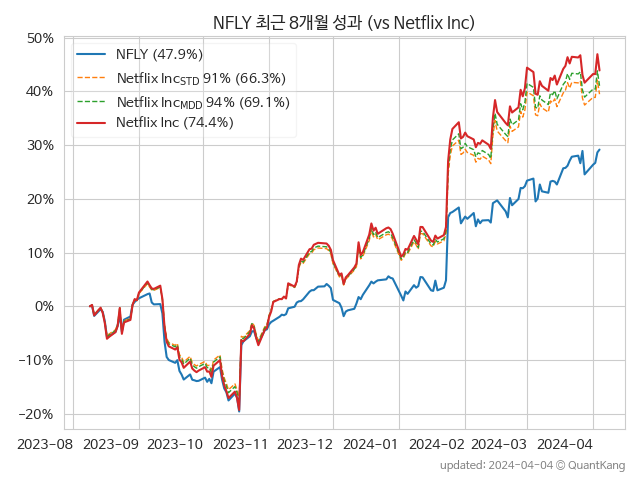 NFLY 최근 8개월 성과 (vs Netflix Inc)
50%
40%
30%
20%
10%
0%
−10%
−20%
NFLY (47.9%)
Netflix Inc_STD 91% (66.3%)
Netflix Inc_MDD 94% (69.1%)
Netflix Inc (74.4%)
2023-08 2023-09 2023-10 2023-11 2023-12 2024-01 2024-02 2024-03 2024-04
updated: 2024-04-04 © QuantKang